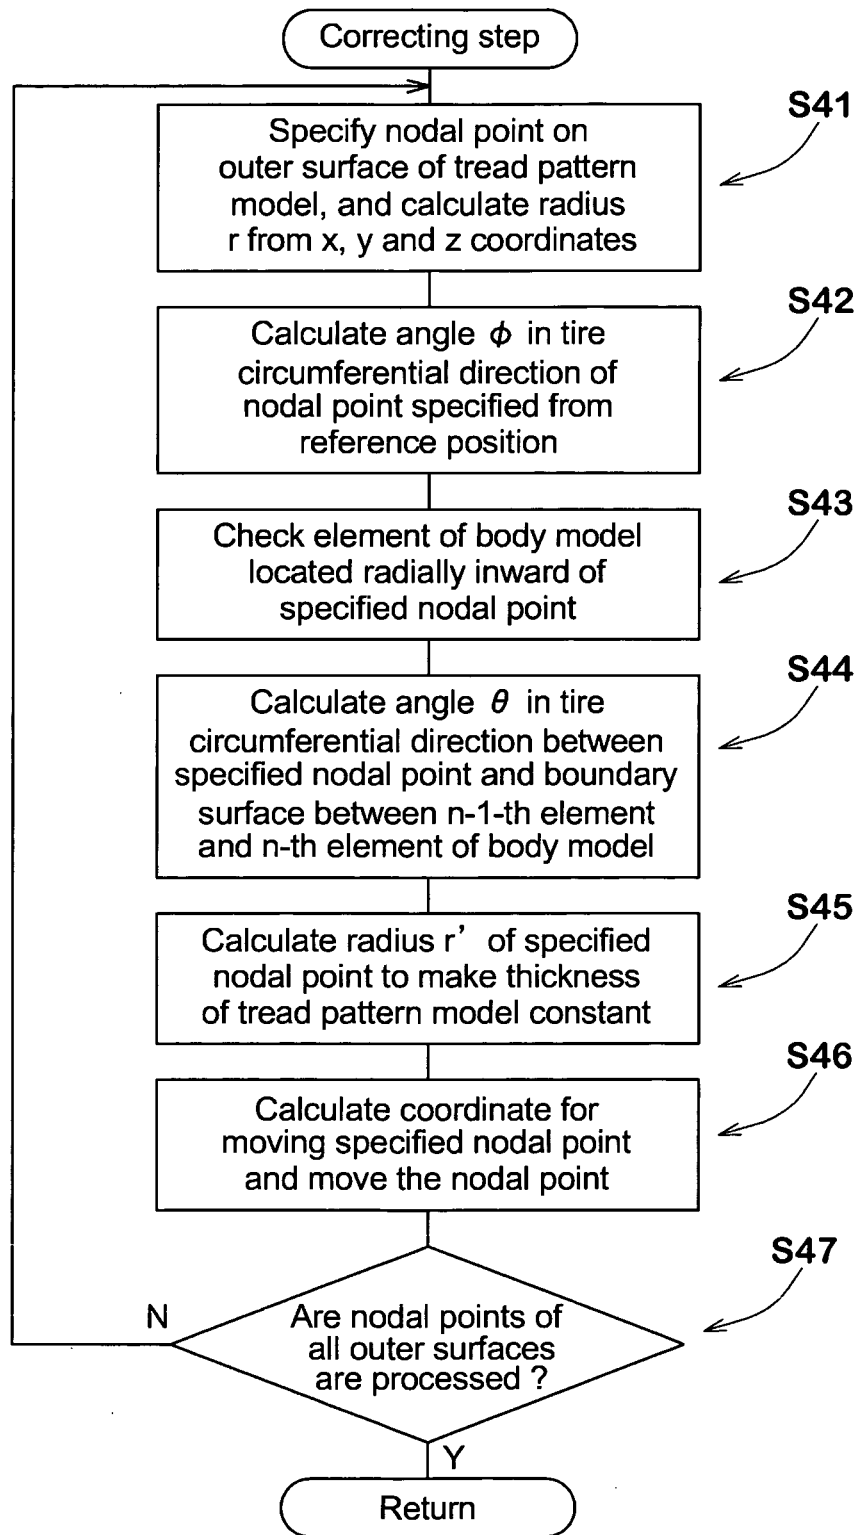 Correcting step
S41
Specify nodal point on
outer surface of tread pattern
model, and calculate radius
r from x, y and z coordinates
S42
Calculate angle ϕ in tire
circumferential direction of
nodal point specified from
reference position
S43
Check element of body model
located radially inward of
specified nodal point
S44
Calculate angle θ in tire
circumferential direction between
specified nodal point and boundary
surface between n-1-th element
and n-th element of body model
S45
Calculate radius r' of specified
nodal point to make thickness
of tread pattern model constant
S46
Calculate coordinate for
moving specified nodal point
and move the nodal point
S47
N
Are nodal points of
all outer surfaces
are processed ?
Y
Return